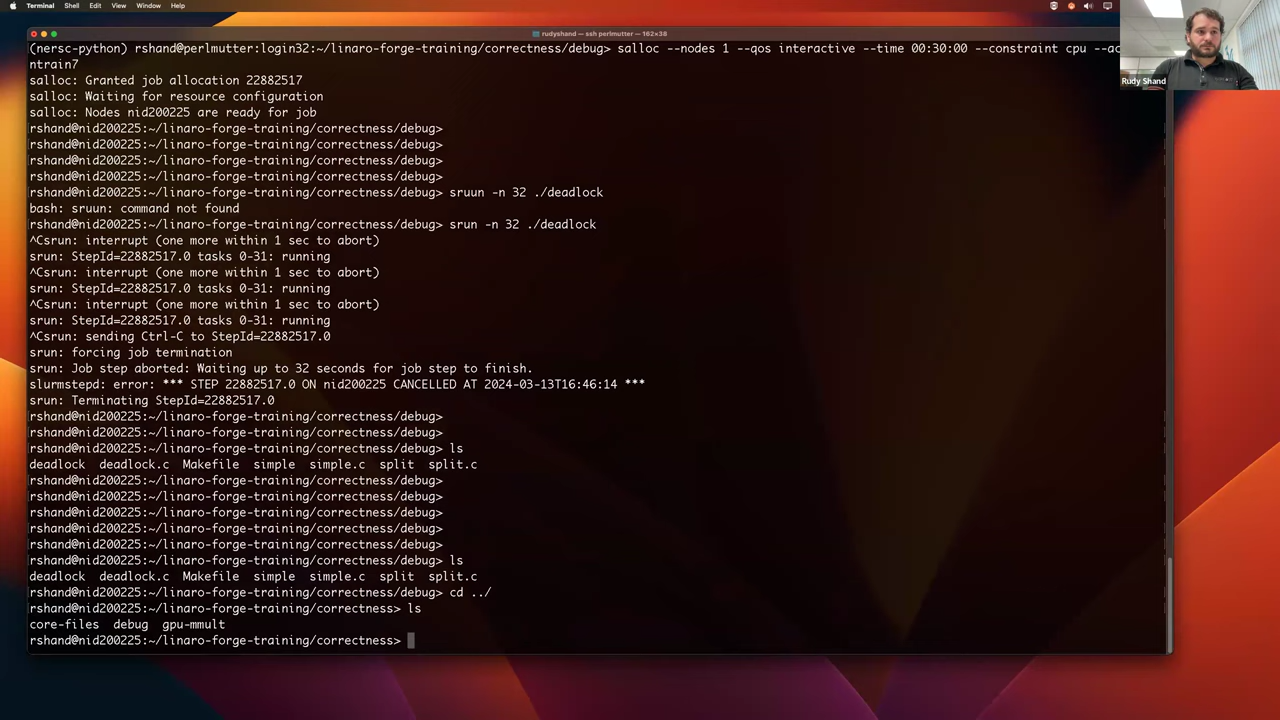 Terminal Shell Edit View Window Help
rudyshand — ssh perlmutter — 162×38
(nersc-python) rshand@perlmutter:login32:~/linaro-forge-training/correctness/debug> salloc --nodes 1 --qos interactive --time 00:30:00 --constraint cpu --ac
ntrain7
salloc: Granted job allocation 22882517
salloc: Waiting for resource configuration
salloc: Nodes nid200225 are ready for job
rshand@nid200225:~/linaro-forge-training/correctness/debug>
rshand@nid200225:~/linaro-forge-training/correctness/debug>
rshand@nid200225:~/linaro-forge-training/correctness/debug>
rshand@nid200225:~/linaro-forge-training/correctness/debug>
rshand@nid200225:~/linaro-forge-training/correctness/debug> sruun -n 32 ./deadlock
bash: sruun: command not found
rshand@nid200225:~/linaro-forge-training/correctness/debug> srun -n 32 ./deadlock
^Csrun: interrupt (one more within 1 sec to abort)
srun: StepId=22882517.0 tasks 0-31: running
^Csrun: interrupt (one more within 1 sec to abort)
srun: StepId=22882517.0 tasks 0-31: running
^Csrun: interrupt (one more within 1 sec to abort)
srun: StepId=22882517.0 tasks 0-31: running
^Csrun: sending Ctrl-C to StepId=22882517.0
srun: forcing job termination
srun: Job step aborted: Waiting up to 32 seconds for job step to finish.
slurmstepd: error: *** STEP 22882517.0 ON nid200225 CANCELLED AT 2024-03-13T16:46:14 ***
srun: Terminating StepId=22882517.0
rshand@nid200225:~/linaro-forge-training/correctness/debug>
rshand@nid200225:~/linaro-forge-training/correctness/debug>
rshand@nid200225:~/linaro-forge-training/correctness/debug> ls
deadlock deadlock.c Makefile simple simple.c split split.c
rshand@nid200225:~/linaro-forge-training/correctness/debug>
rshand@nid200225:~/linaro-forge-training/correctness/debug>
rshand@nid200225:~/linaro-forge-training/correctness/debug>
rshand@nid200225:~/linaro-forge-training/correctness/debug>
rshand@nid200225:~/linaro-forge-training/correctness/debug>
rshand@nid200225:~/linaro-forge-training/correctness/debug> ls
deadlock deadlock.c Makefile simple simple.c split split.c
rshand@nid200225:~/linaro-forge-training/correctness/debug> cd ../
rshand@nid200225:~/linaro-forge-training/correctness> ls
core-files debug gpu-mmult
rshand@nid200225:~/linaro-forge-training/correctness>
Rudy Shand